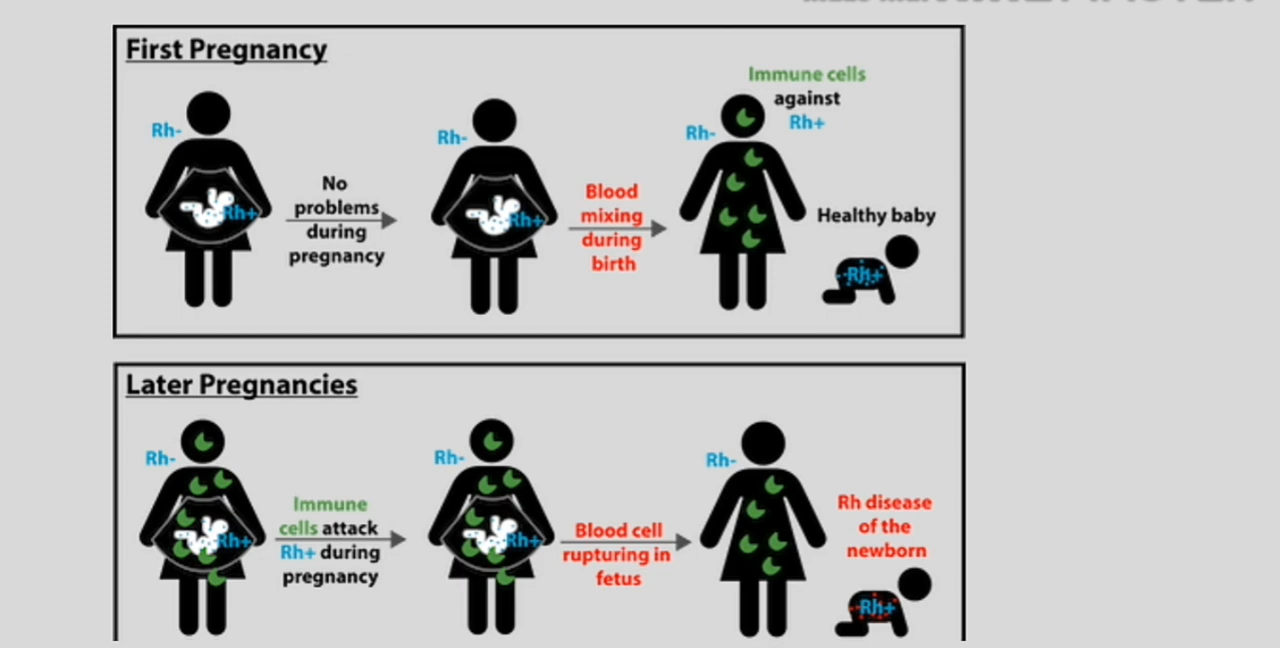 First Pregnancy
Rh-
Rh+
No
problems
during
pregnancy
Rh-
Rh+
Blood
mixing
during
birth
Rh-
Immune cells
against
Rh+
Healthy baby
Rh+
Later Pregnancies
Rh-
Rh+
Immune
cells attack
Rh+ during
pregnancy
Rh-
Rh+
Blood cell
rupturing in
fetus
Rh-
Rh disease
of the
newborn
Rh+